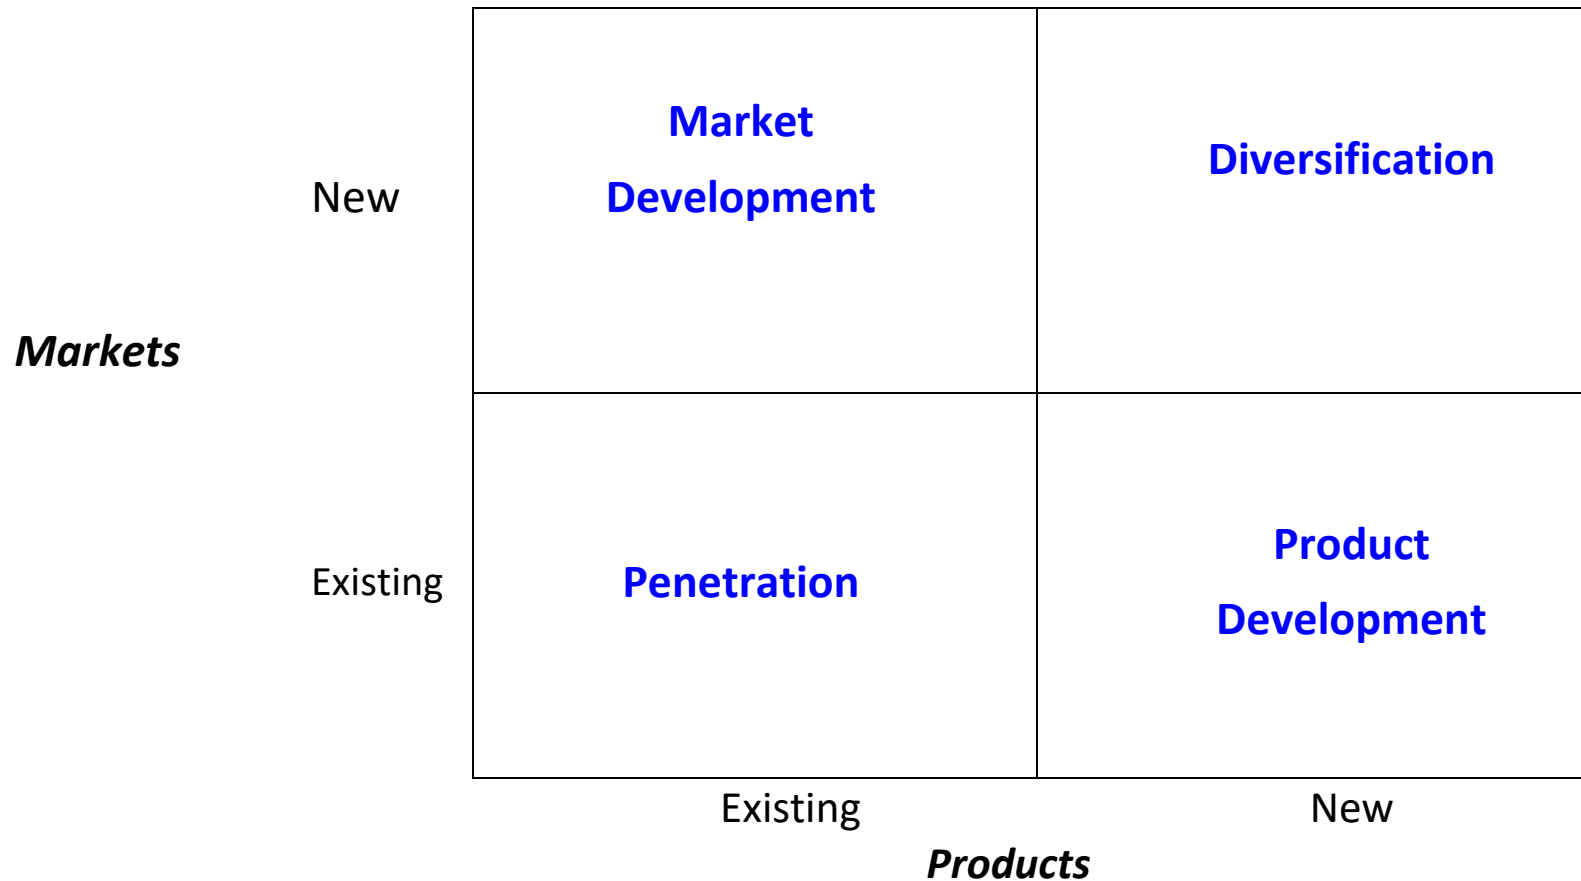 Market
Development
Diversification
New
Markets
Existing
Penetration
Product
Development
Existing
New
Products